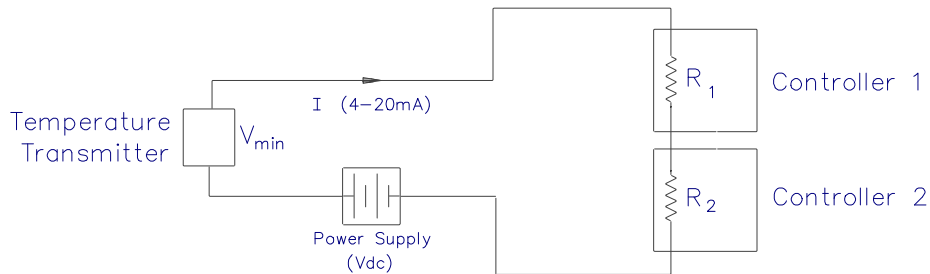 Temperature
Transmitter
V min
I (4-20mA)
Power Supply
(Vdc)
R 1
Controller 1
R 2
Controller 2